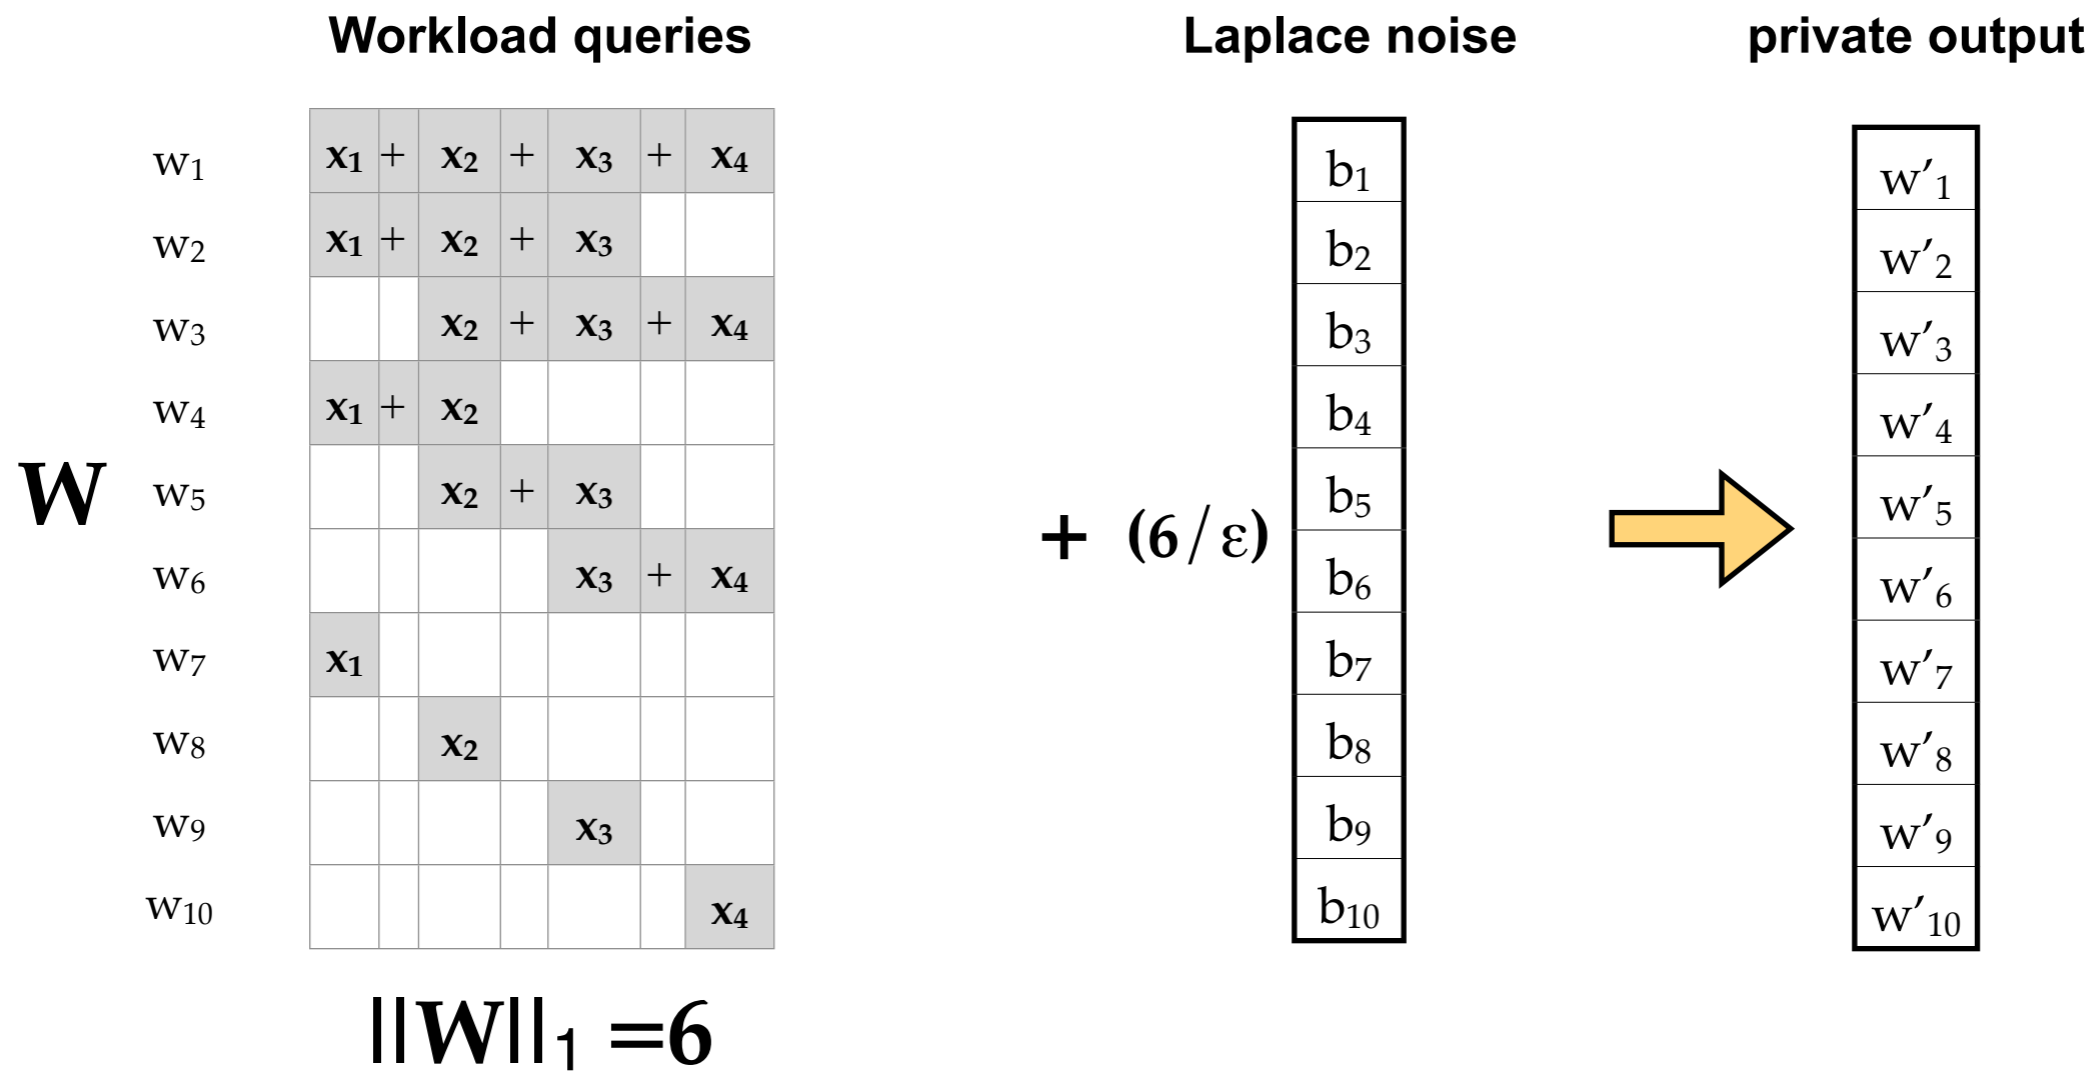 Workload queries Laplace noise private output
w1 x1 + x2 + x3 + x4 b1 w′1
w2 x1 + x2 + x3 b2 w′2
w3 x2 + x3 + x4 b3 w′3
w4 x1 + x2 b4 w′4
W w5 x2 + x3 + (6/ε) b5 w′5
w6 x3 + x4 b6 w′6
w7 x1 b7 w′7
w8 x2 b8 w′8
w9 x3 b9 w′9
w10 x4 b10 w′10
||W||1 =6